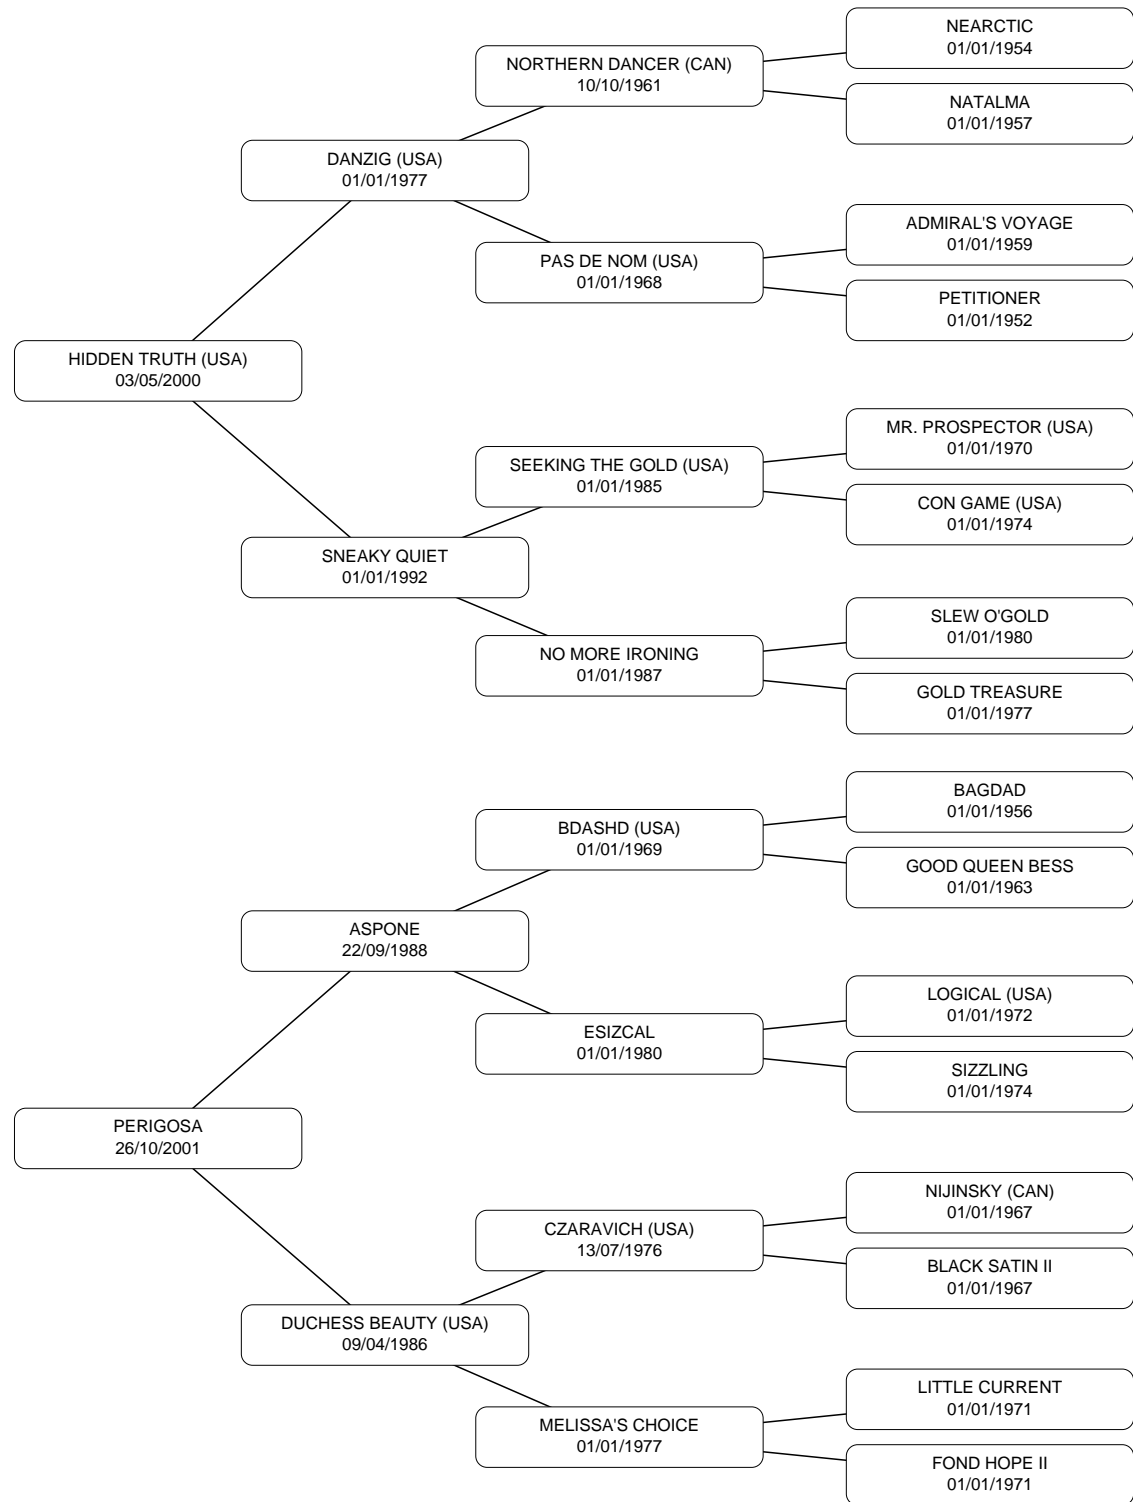 NEARCTIC
01/01/1954
NORTHERN DANCER (CAN)
10/10/1961
NATALMA
01/01/1957
DANZIG (USA)
01/01/1977
ADMIRAL'S VOYAGE
01/01/1959
PAS DE NOM (USA)
01/01/1968
PETITIONER
01/01/1952
HIDDEN TRUTH (USA)
03/05/2000
MR. PROSPECTOR (USA)
01/01/1970
SEEKING THE GOLD (USA)
01/01/1985
CON GAME (USA)
01/01/1974
SNEAKY QUIET
01/01/1992
SLEW O'GOLD
01/01/1980
NO MORE IRONING
01/01/1987
GOLD TREASURE
01/01/1977
BAGDAD
01/01/1956
BDASHD (USA)
01/01/1969
GOOD QUEEN BESS
01/01/1963
ASPONE
22/09/1988
LOGICAL (USA)
01/01/1972
ESIZCAL
01/01/1980
SIZZLING
01/01/1974
PERIGOSA
26/10/2001
NIJINSKY (CAN)
01/01/1967
CZARAVICH (USA)
13/07/1976
BLACK SATIN II
01/01/1967
DUCHESS BEAUTY (USA)
09/04/1986
LITTLE CURRENT
01/01/1971
MELISSA'S CHOICE
01/01/1977
FOND HOPE II
01/01/1971